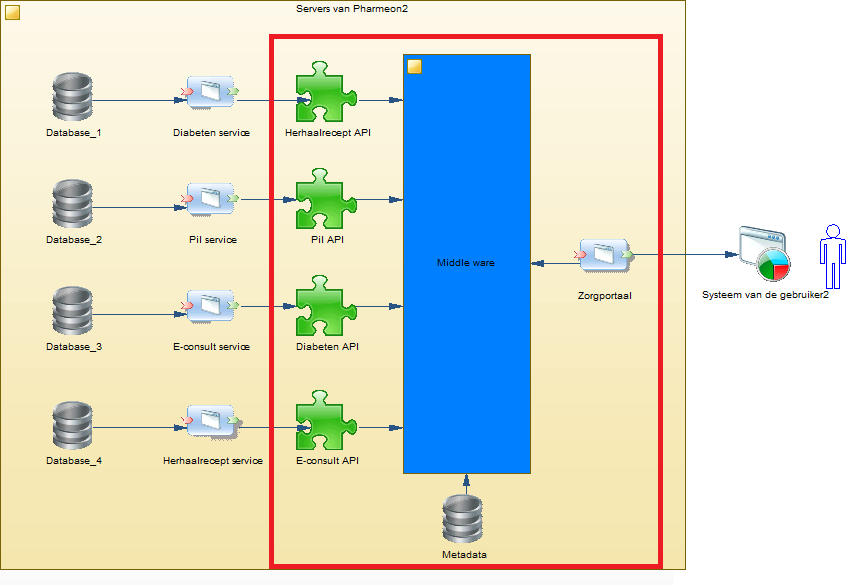 Servers van Pharmeon2
Database_1
Diabeten service
Herhaalrecept API
Database_2
Pil service
Pil API
Middle ware
Zorgportaal
Systeem van de gebruiker2
Database_3
E-consult service
Diabeten API
Database_4
Herhaalrecept service
E-consult API
Metadata